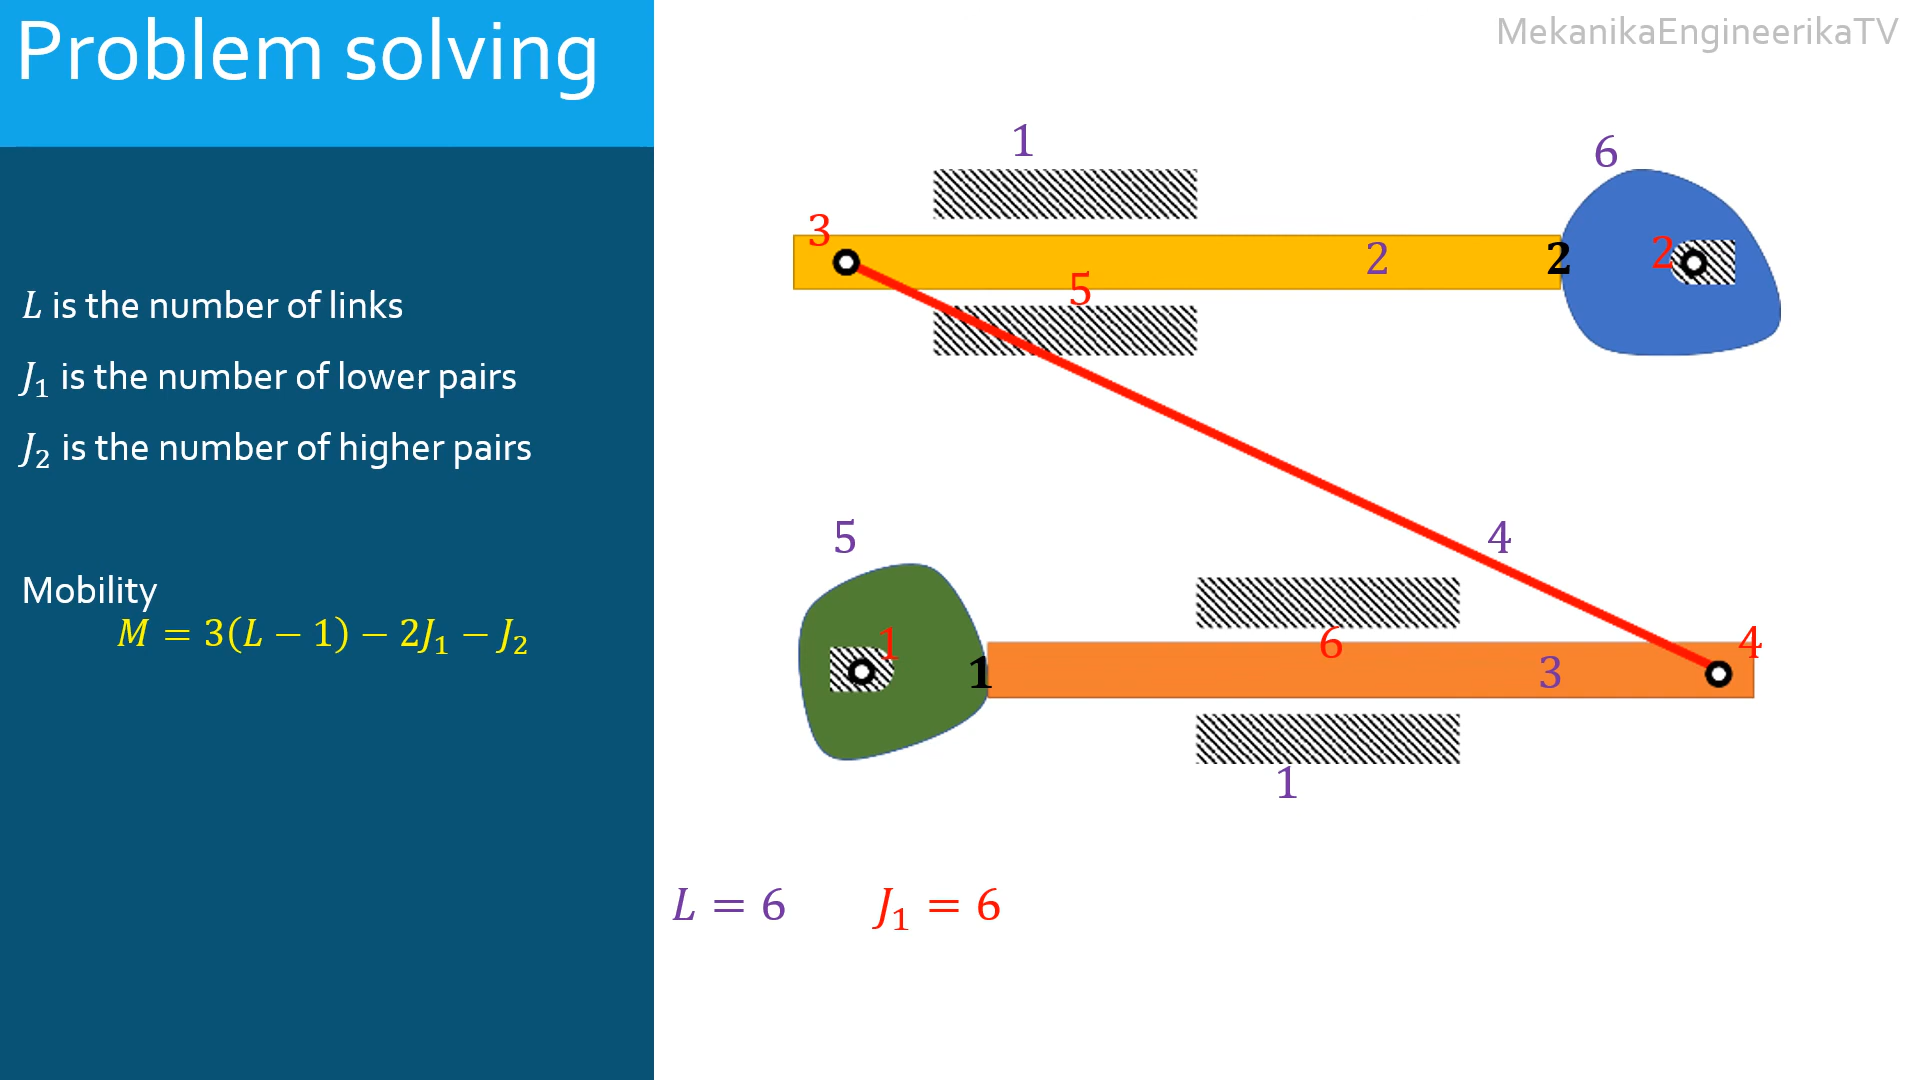 Problem solving
MekanikaEngineerikaTV
L is the number of links
J₁ is the number of lower pairs
J₂ is the number of higher pairs
Mobility
M = 3(L − 1) − 2J₁ − J₂
1
6
3
2
2
2
5
5
4
1
1
6
3
4
1
L = 6
J₁ = 6